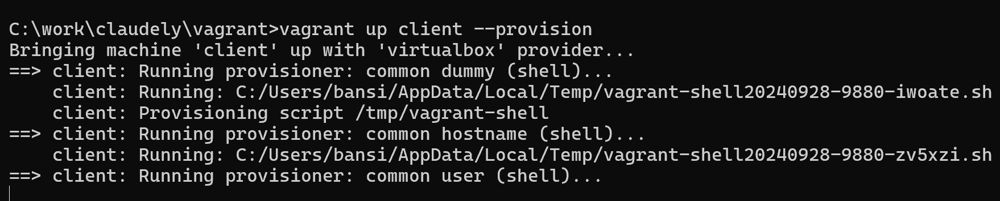 C:\work\claudely\vagrant>vagrant up client --provision
Bringing machine 'client' up with 'virtualbox' provider...
==> client: Running provisioner: common dummy (shell)...
    client: Running: C:/Users/bansi/AppData/Local/Temp/vagrant-shell20240928-9880-iwoate.sh
    client: Provisioning script /tmp/vagrant-shell
==> client: Running provisioner: common hostname (shell)...
    client: Running: C:/Users/bansi/AppData/Local/Temp/vagrant-shell20240928-9880-zv5xzi.sh
==> client: Running provisioner: common user (shell)...